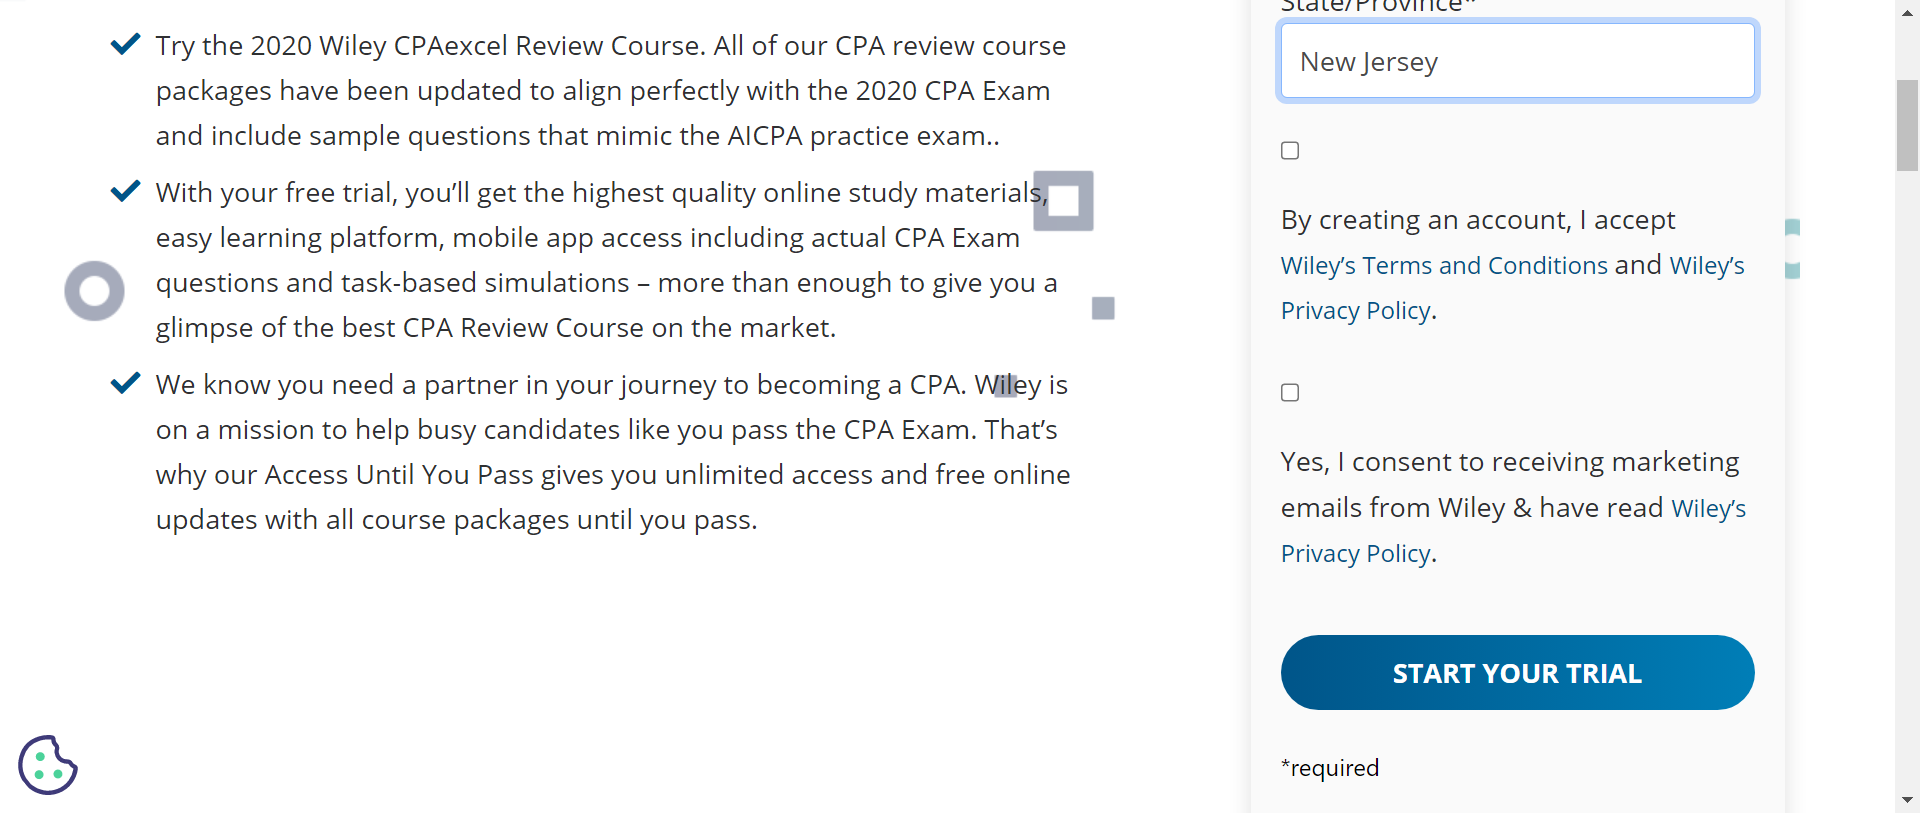 Try the 2020 Wiley CPAexcel Review Course. All of our CPA review course
packages have been updated to align perfectly with the 2020 CPA Exam
and include sample questions that mimic the AICPA practice exam..
With your free trial, you’ll get the highest quality online study materials,
easy learning platform, mobile app access including actual CPA Exam
questions and task-based simulations – more than enough to give you a
glimpse of the best CPA Review Course on the market.
We know you need a partner in your journey to becoming a CPA. Wiley is
on a mission to help busy candidates like you pass the CPA Exam. That’s
why our Access Until You Pass gives you unlimited access and free online
updates with all course packages until you pass.
State/Province*
New Jersey
By creating an account, I accept
Wiley’s Terms and Conditions and Wiley’s
Privacy Policy.
Yes, I consent to receiving marketing
emails from Wiley & have read Wiley’s
Privacy Policy.
START YOUR TRIAL
*required